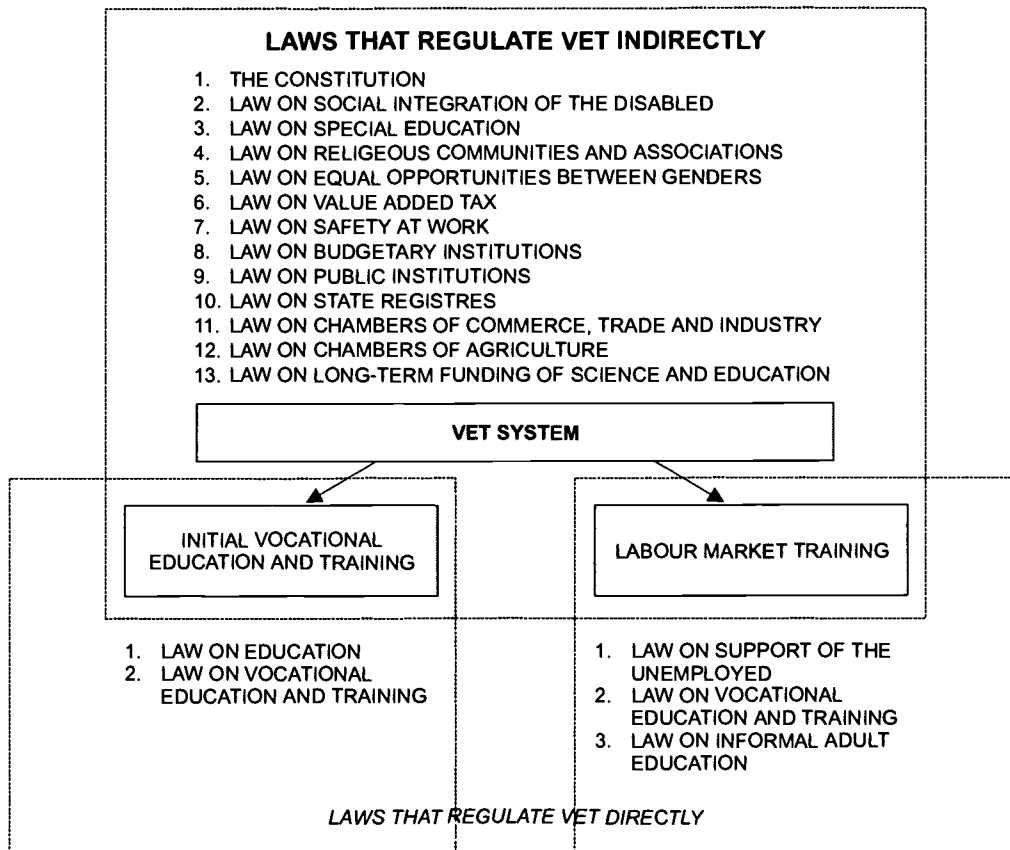 LAWS THAT REGULATE VET INDIRECTLY
1. THE CONSTITUTION
2. LAW ON SOCIAL INTEGRATION OF THE DISABLED
3. LAW ON SPECIAL EDUCATION
4. LAW ON RELIGEOUS COMMUNITIES AND ASSOCIATIONS
5. LAW ON EQUAL OPPORTUNITIES BETWEEN GENDERS
6. LAW ON VALUE ADDED TAX
7. LAW ON SAFETY AT WORK
8. LAW ON BUDGETARY INSTITUTIONS
9. LAW ON PUBLIC INSTITUTIONS
10. LAW ON STATE REGISTRES
11. LAW ON CHAMBERS OF COMMERCE, TRADE AND INDUSTRY
12. LAW ON CHAMBERS OF AGRICULTURE
13. LAW ON LONG-TERM FUNDING OF SCIENCE AND EDUCATION
VET SYSTEM
INITIAL VOCATIONAL
EDUCATION AND TRAINING
LABOUR MARKET TRAINING
1. LAW ON EDUCATION
2. LAW ON VOCATIONAL
EDUCATION AND TRAINING
1. LAW ON SUPPORT OF THE
UNEMPLOYED
2. LAW ON VOCATIONAL
EDUCATION AND TRAINING
3. LAW ON INFORMAL ADULT
EDUCATION
LAWS THAT REGULATE VET DIRECTLY